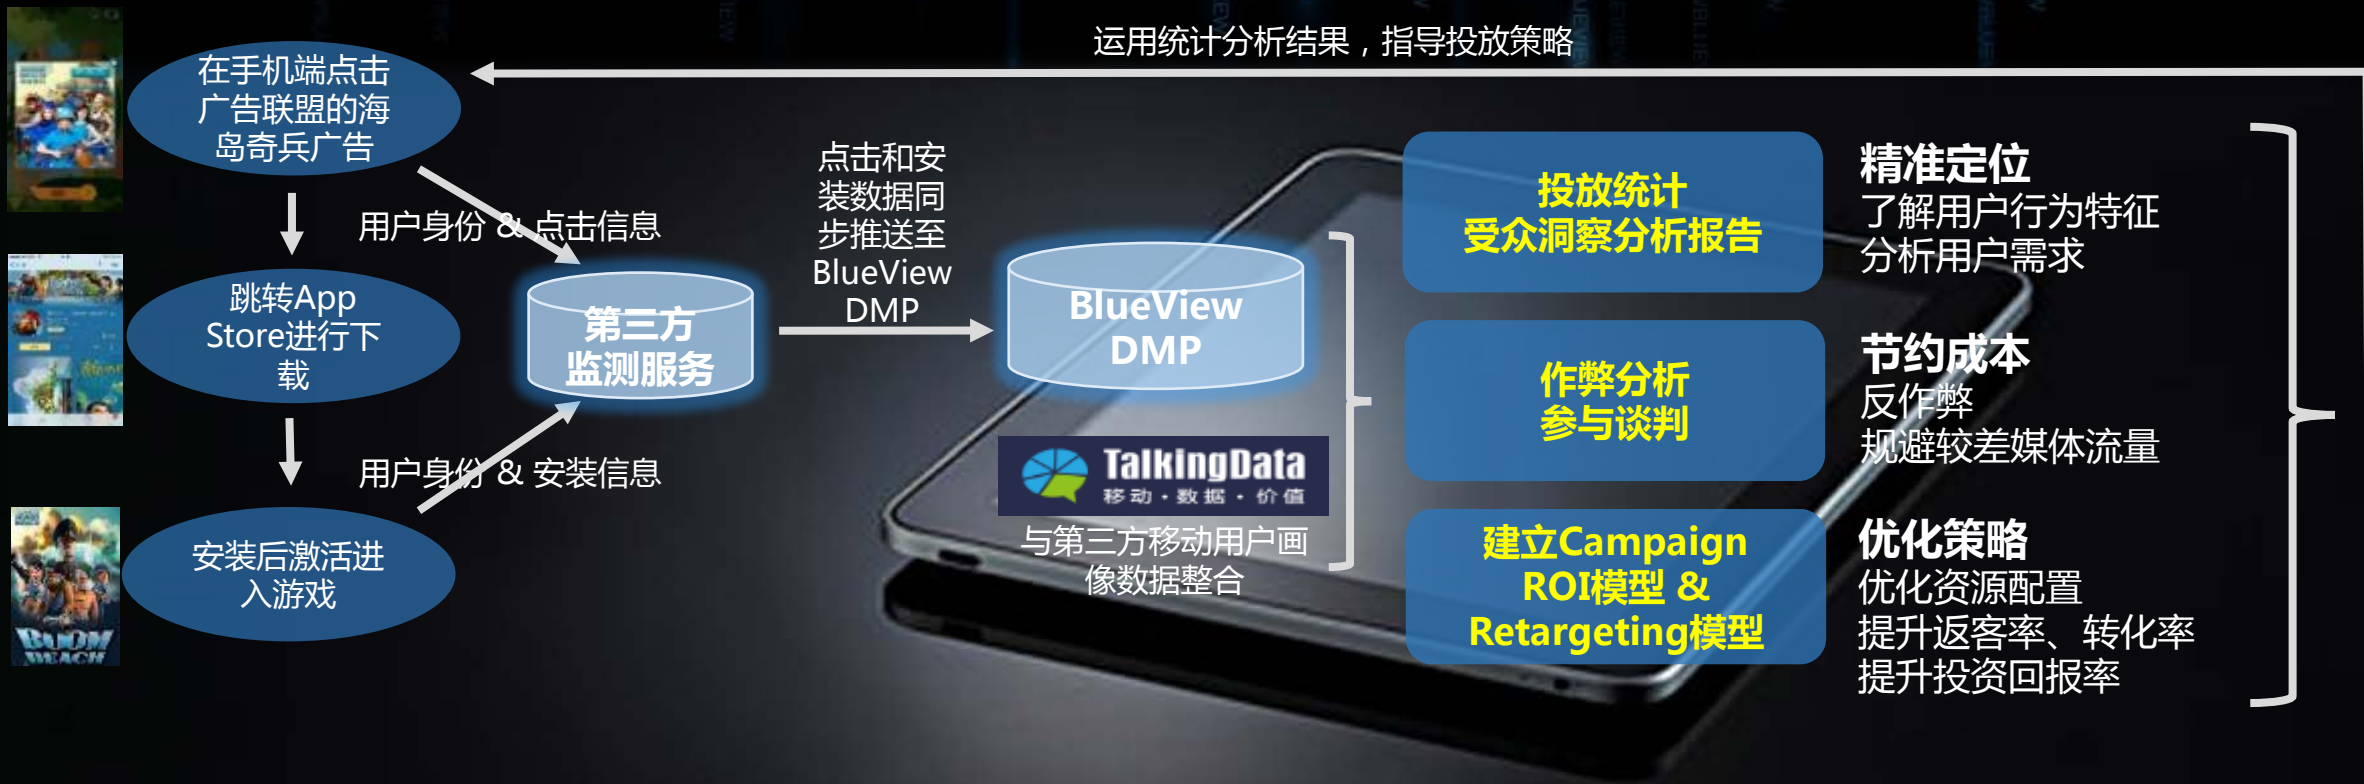 运用统计分析结果，指导投放策略
在手机端点击
广告联盟的海
岛奇兵广告
用户身份 & 点击信息
跳转App
Store进行下
载
用户身份 & 安装信息
安装后激活进
入游戏
BOOM
BEACH
第三方
监测服务
点击和安
装数据同
步推送至
BlueView
DMP
BlueView
DMP
TalkingData
移动·数据·价值
与第三方移动用户画
像数据整合
投放统计
受众洞察分析报告
作弊分析
参与谈判
建立Campaign
ROI模型 &
Retargeting模型
精准定位
了解用户行为特征
分析用户需求
节约成本
反作弊
规避较差媒体流量
优化策略
优化资源配置
提升返客率、转化率
提升投资回报率